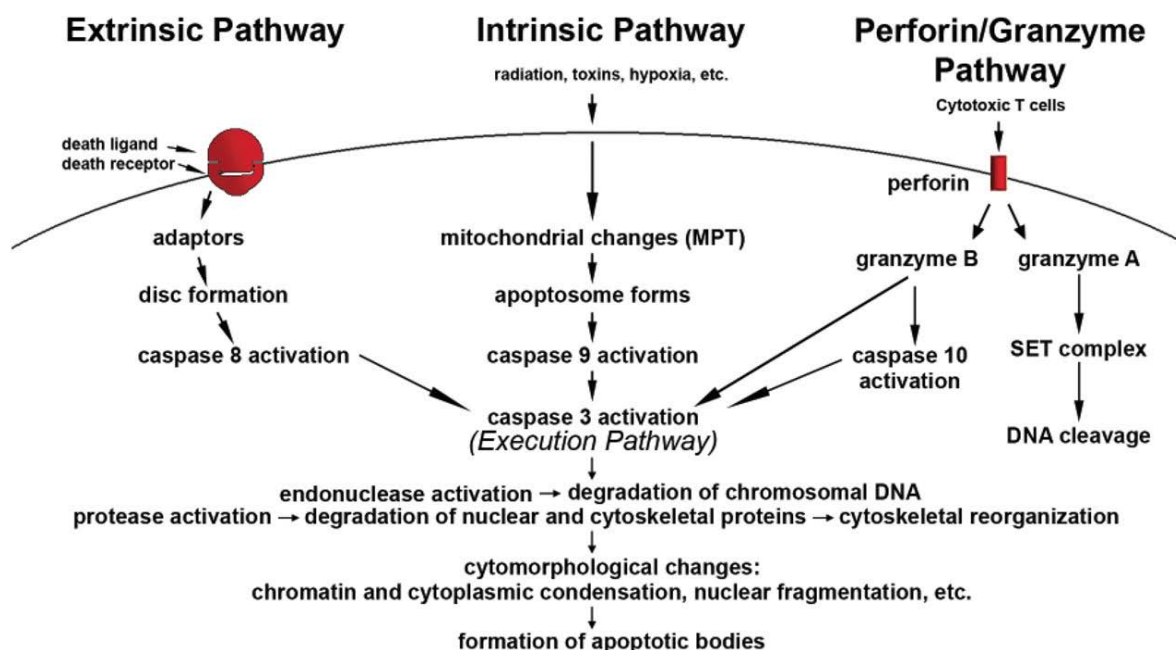 Extrinsic Pathway
Intrinsic Pathway
Perforin/Granzyme
Pathway
radiation, toxins, hypoxia, etc.
Cytotoxic T cells
death ligand
death receptor
perforin
adaptors
mitochondrial changes (MPT)
granzyme B
granzyme A
disc formation
apoptosome forms
caspase 8 activation
caspase 9 activation
caspase 10
activation
SET complex
caspase 3 activation
(Execution Pathway)
DNA cleavage
endonuclease activation → degradation of chromosomal DNA
protease activation → degradation of nuclear and cytoskeletal proteins → cytoskeletal reorganization
cytomorphological changes:
chromatin and cytoplasmic condensation, nuclear fragmentation, etc.
formation of apoptotic bodies